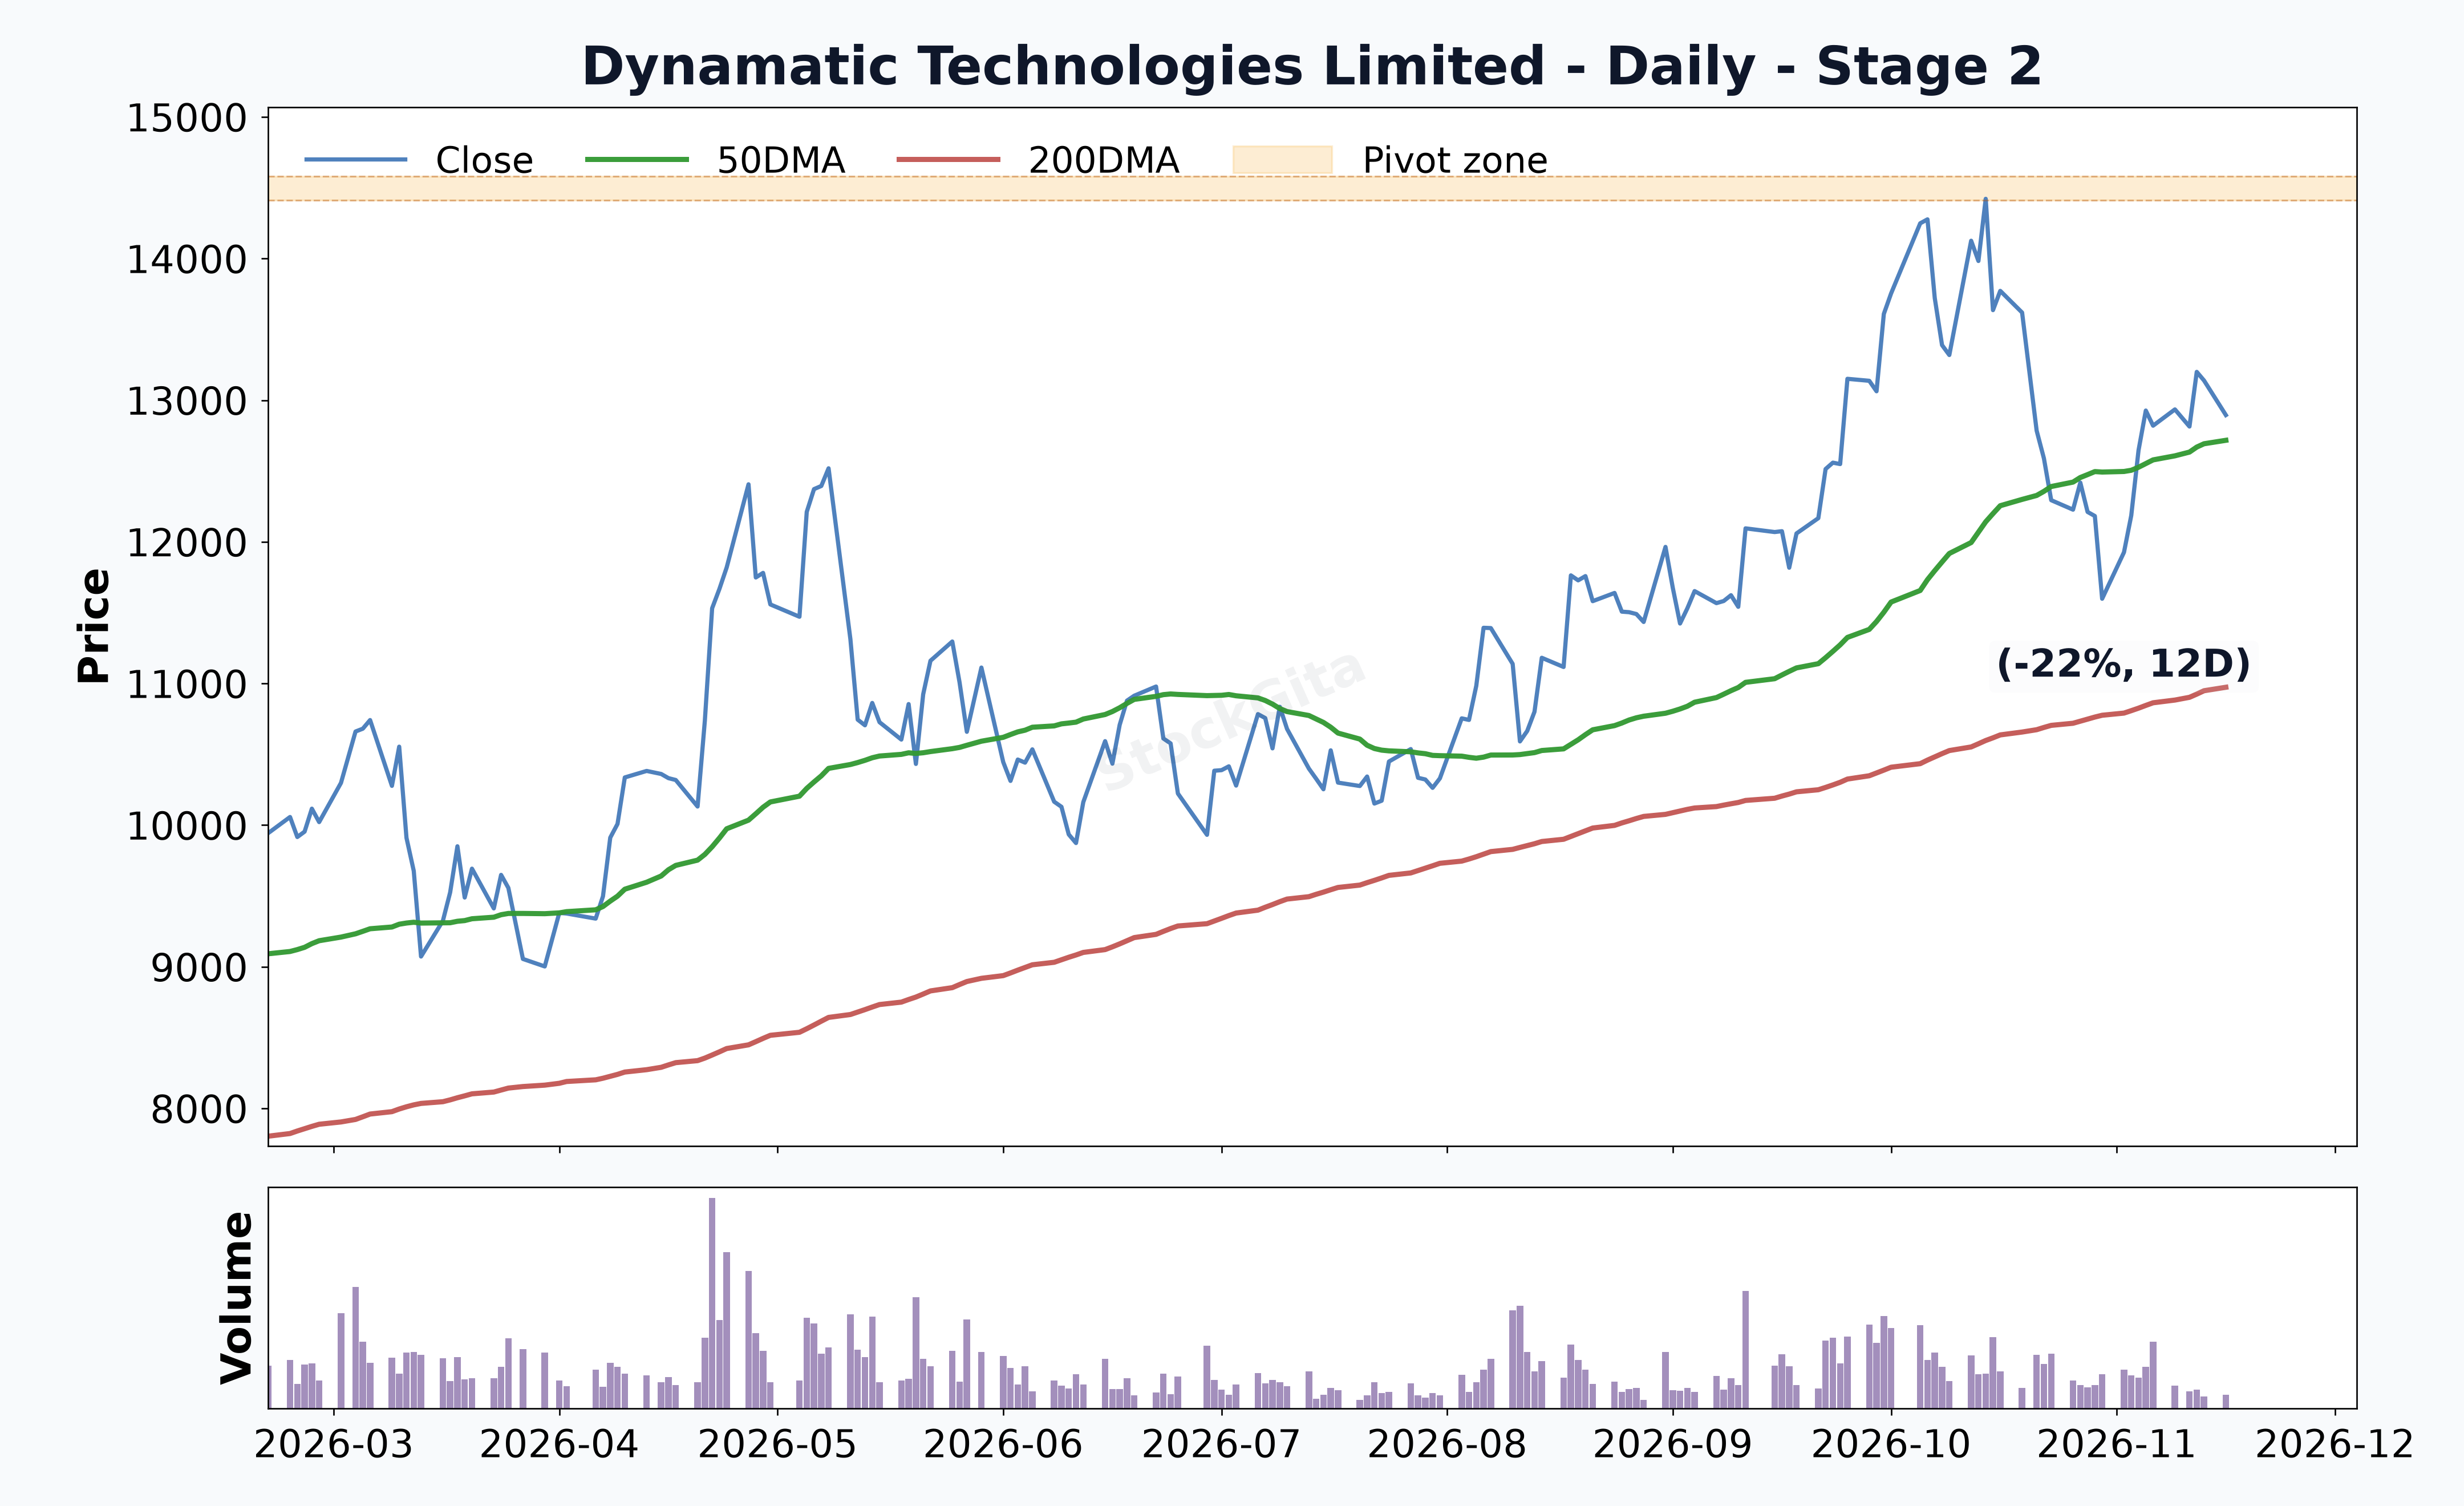 Dynamatic Technologies Limited - Daily - Stage 2
Close 50DMA 200DMA Pivot zone
Price
15000
14000
13000
12000
11000
10000
9000
8000
(-22%, 12D)
StockGita
Volume
2026-03 2026-04 2026-05 2026-06 2026-07 2026-08 2026-09 2026-10 2026-11 2026-12